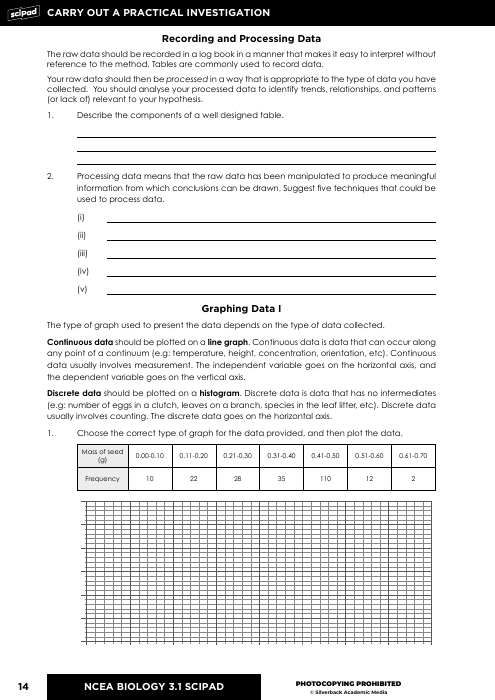 scipad
CARRY OUT A PRACTICAL INVESTIGATION
Recording and Processing Data
The raw data should be recorded in a log book in a manner that makes it easy to interpret without
reference to the method. Tables are commonly used to record data.
Your raw data should then be processed in a way that is appropriate to the type of data you have
collected. You should analyse your processed data to identify trends, relationships, and patterns
(or lack of) relevant to your hypothesis.
1. Describe the components of a well designed table.
2. Processing data means that the raw data has been manipulated to produce meaningful
information from which conclusions can be drawn. Suggest five techniques that could be
used to process data.
(i)
(ii)
(iii)
(iv)
(v)
Graphing Data I
The type of graph used to present the data depends on the type of data collected.
Continuous data should be plotted on a line graph. Continuous data is data that can occur along
any point of a continuum (e.g: temperature, height, concentration, orientation, etc). Continuous
data usually involves measurement. The independent variable goes on the horizontal axis, and
the dependent variable goes on the vertical axis.
Discrete data should be plotted on a histogram. Discrete data is data that has no intermediates
(e.g: number of eggs in a clutch, leaves on a branch, species in the leaf litter, etc). Discrete data
usually involves counting. The discrete data goes on the horizontal axis.
1. Choose the correct type of graph for the data provided, and then plot the data.
Mass of seed
(g)
0.00-0.10 0.11-0.20 0.21-0.30 0.31-0.40 0.41-0.50 0.51-0.60 0.61-0.70
Frequency 10 22 28 35 110 12 2
14
NCEA BIOLOGY 3.1 SCIPAD
PHOTOCOPYING PROHIBITED
© Silverback Academic Media